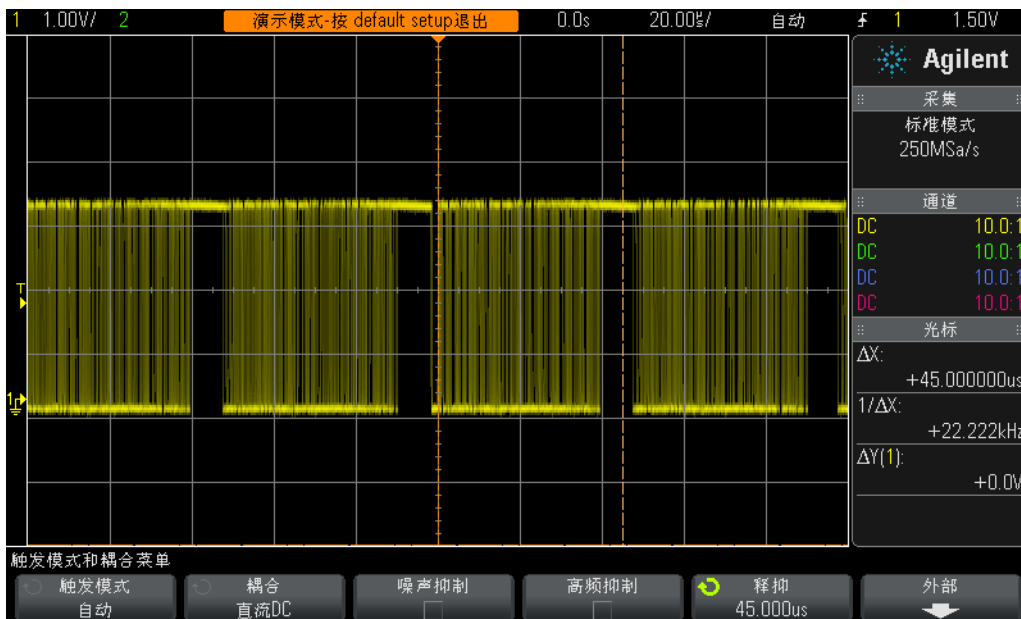 1 1.00V/ 2 演示模式-按 default setup退出 0.0s 20.00㎲/ 自动 1 1.50V
Agilent
采集
标准模式
250MSa/s
通道
DC 10.0:1
DC 10.0:1
DC 10.0:1
DC 10.0:1
光标
ΔX:
+45.000000us
1/ΔX:
+22.222kHz
ΔY(1):
+0.0V
T
1
触发模式和耦合菜单
触发模式 耦合 噪声抑制 高频抑制 释抑 外部
自动 直流DC 45.000us